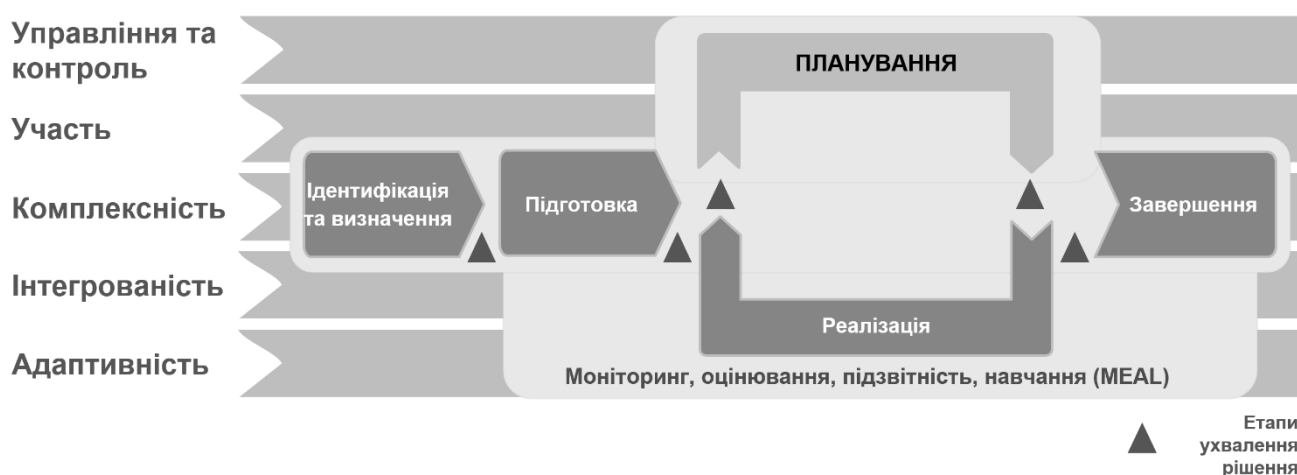 Управління та
контроль
ПЛАНУВАННЯ
Участь
Ідентифікація
та визначення
Підготовка
Завершення
Комплексність
Інтегрованість
Реалізація
Адаптивність
Моніторинг, оцінювання, підзвітність, навчання (MEAL)
Етапи
ухвалення
рішення